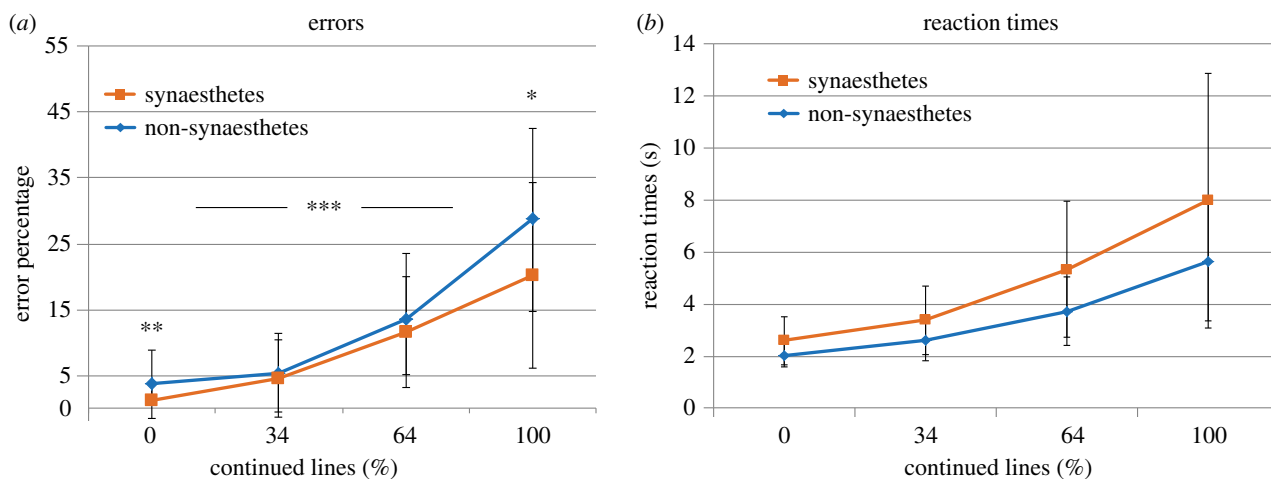 (a)
errors
55
45
35
25
15
5
0
error percentage
synaesthetes
non-synaesthetes
*
***
**
0 34 64 100
continued lines (%)
(b)
reaction times
14
12
10
8
6
4
2
0
reaction times (s)
synaesthetes
non-synaesthetes
0 34 64 100
continued lines (%)